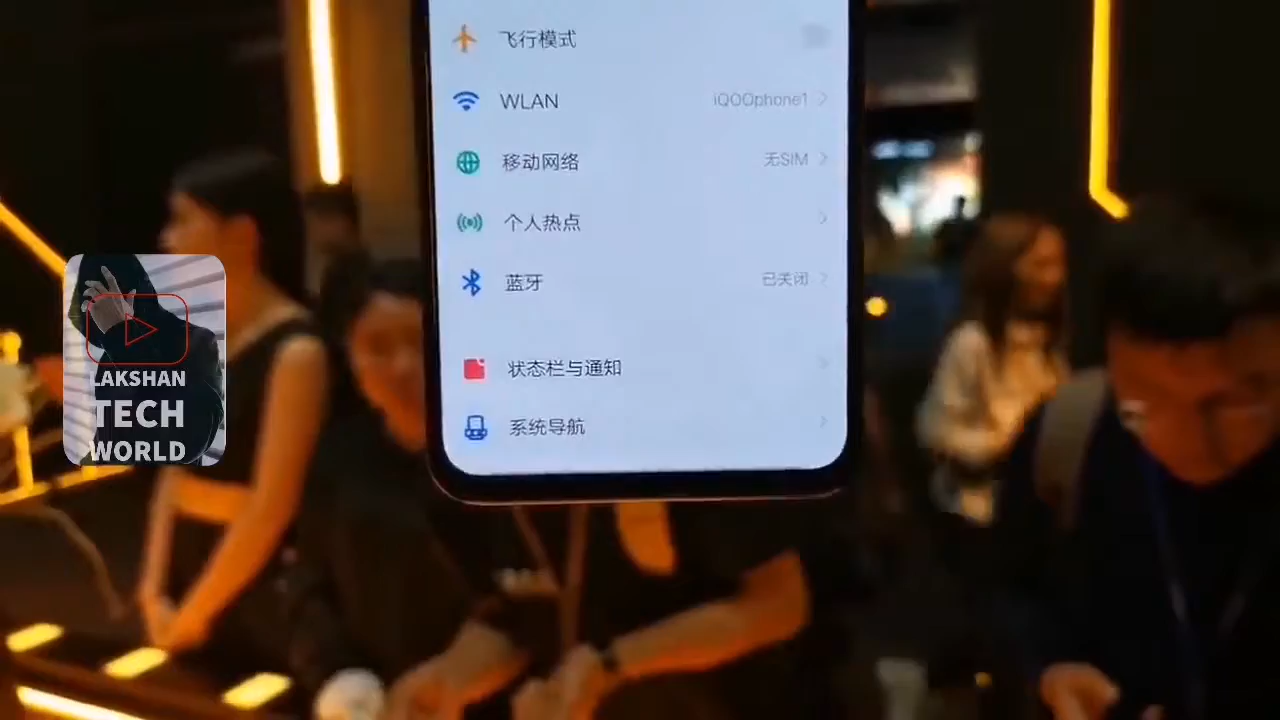 飞行模式
WLAN iQOOphone1
移动网络 无SIM
个人热点
蓝牙 已关闭
状态栏与通知
系统导航
LAKSHAN
TECH
WORLD